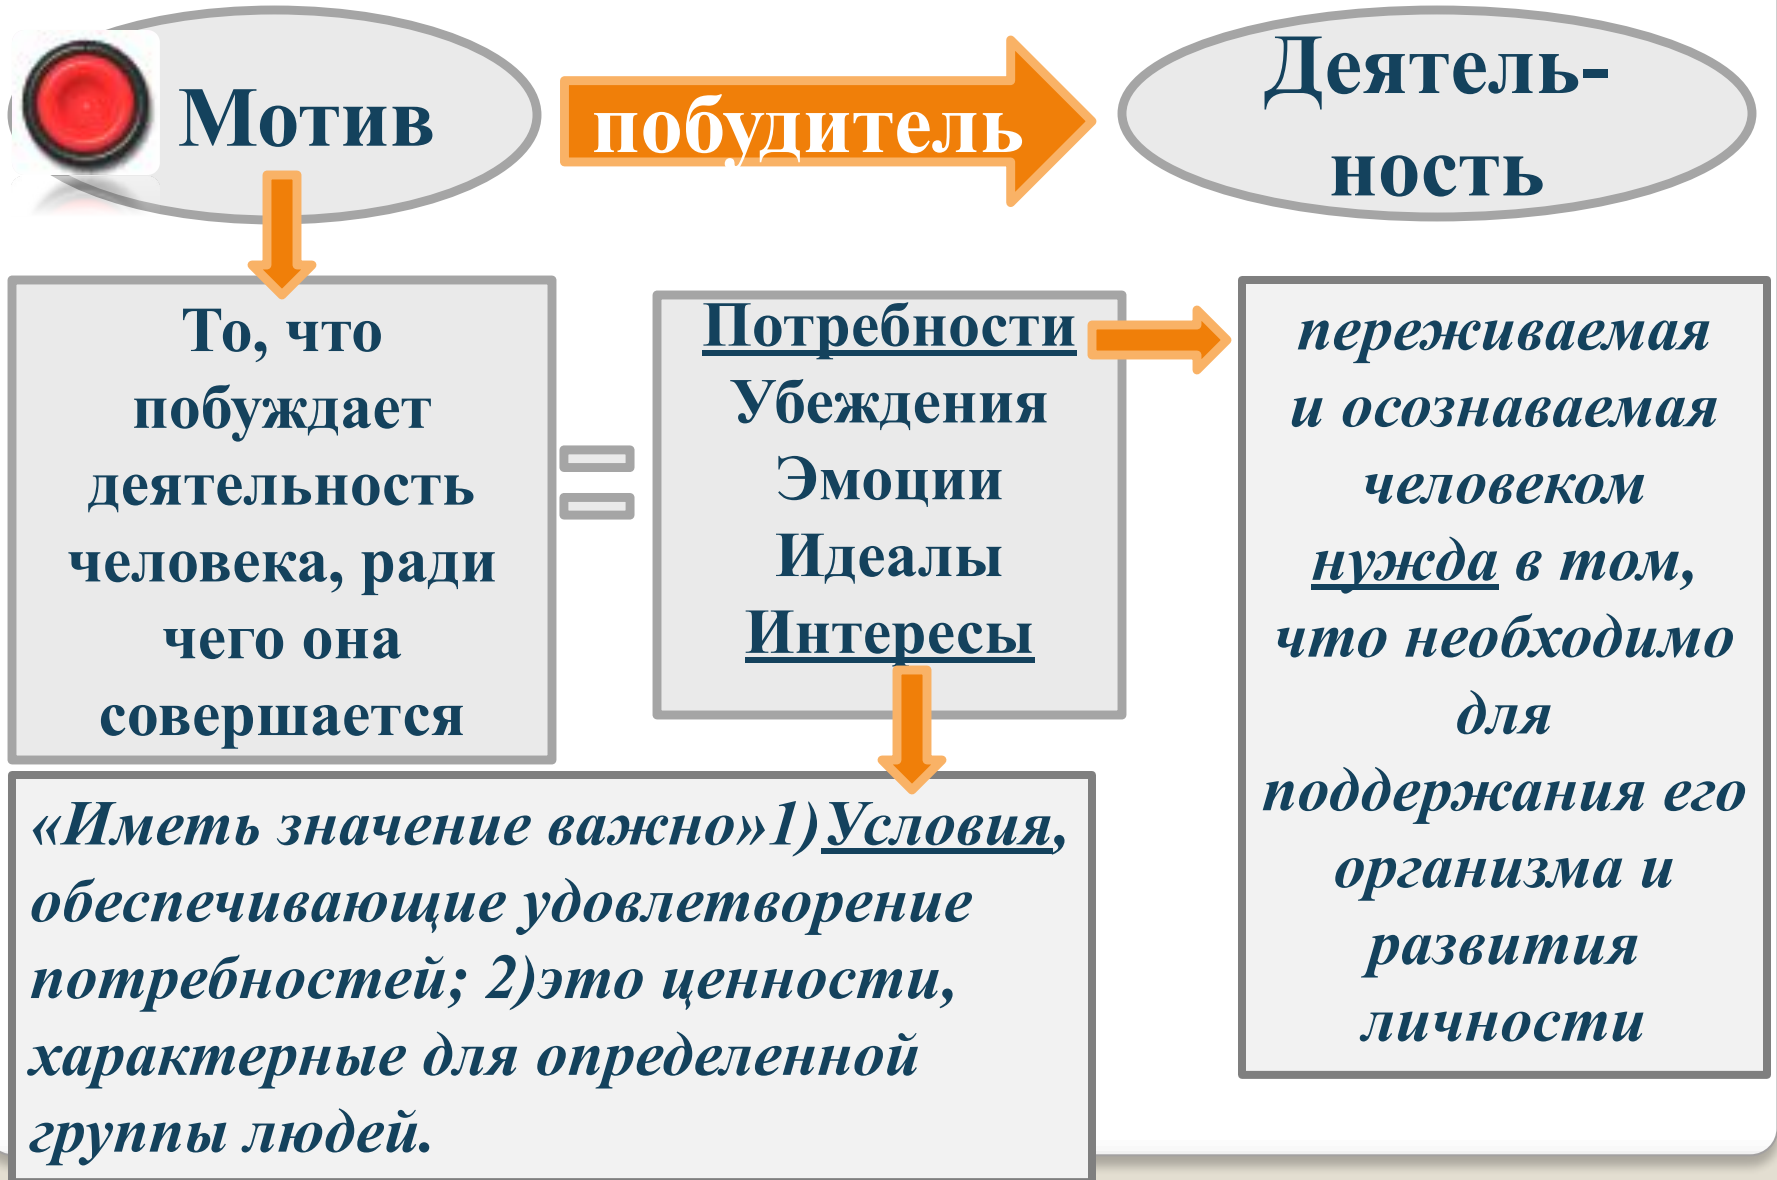 Мотив
побудитель
Деятель-
ность
То, что
побуждает
деятельность
человека, ради
чего она
совершается
Потребности
Убеждения
Эмоции
Идеалы
Интересы
переживаемая
и осознаваемая
человеком
нужда в том,
что необходимо
для
поддержания его
организма и
развития
личности
«Иметь значение важно»1)Условия,
обеспечивающие удовлетворение
потребностей; 2)это ценности,
характерные для определенной
группы людей.